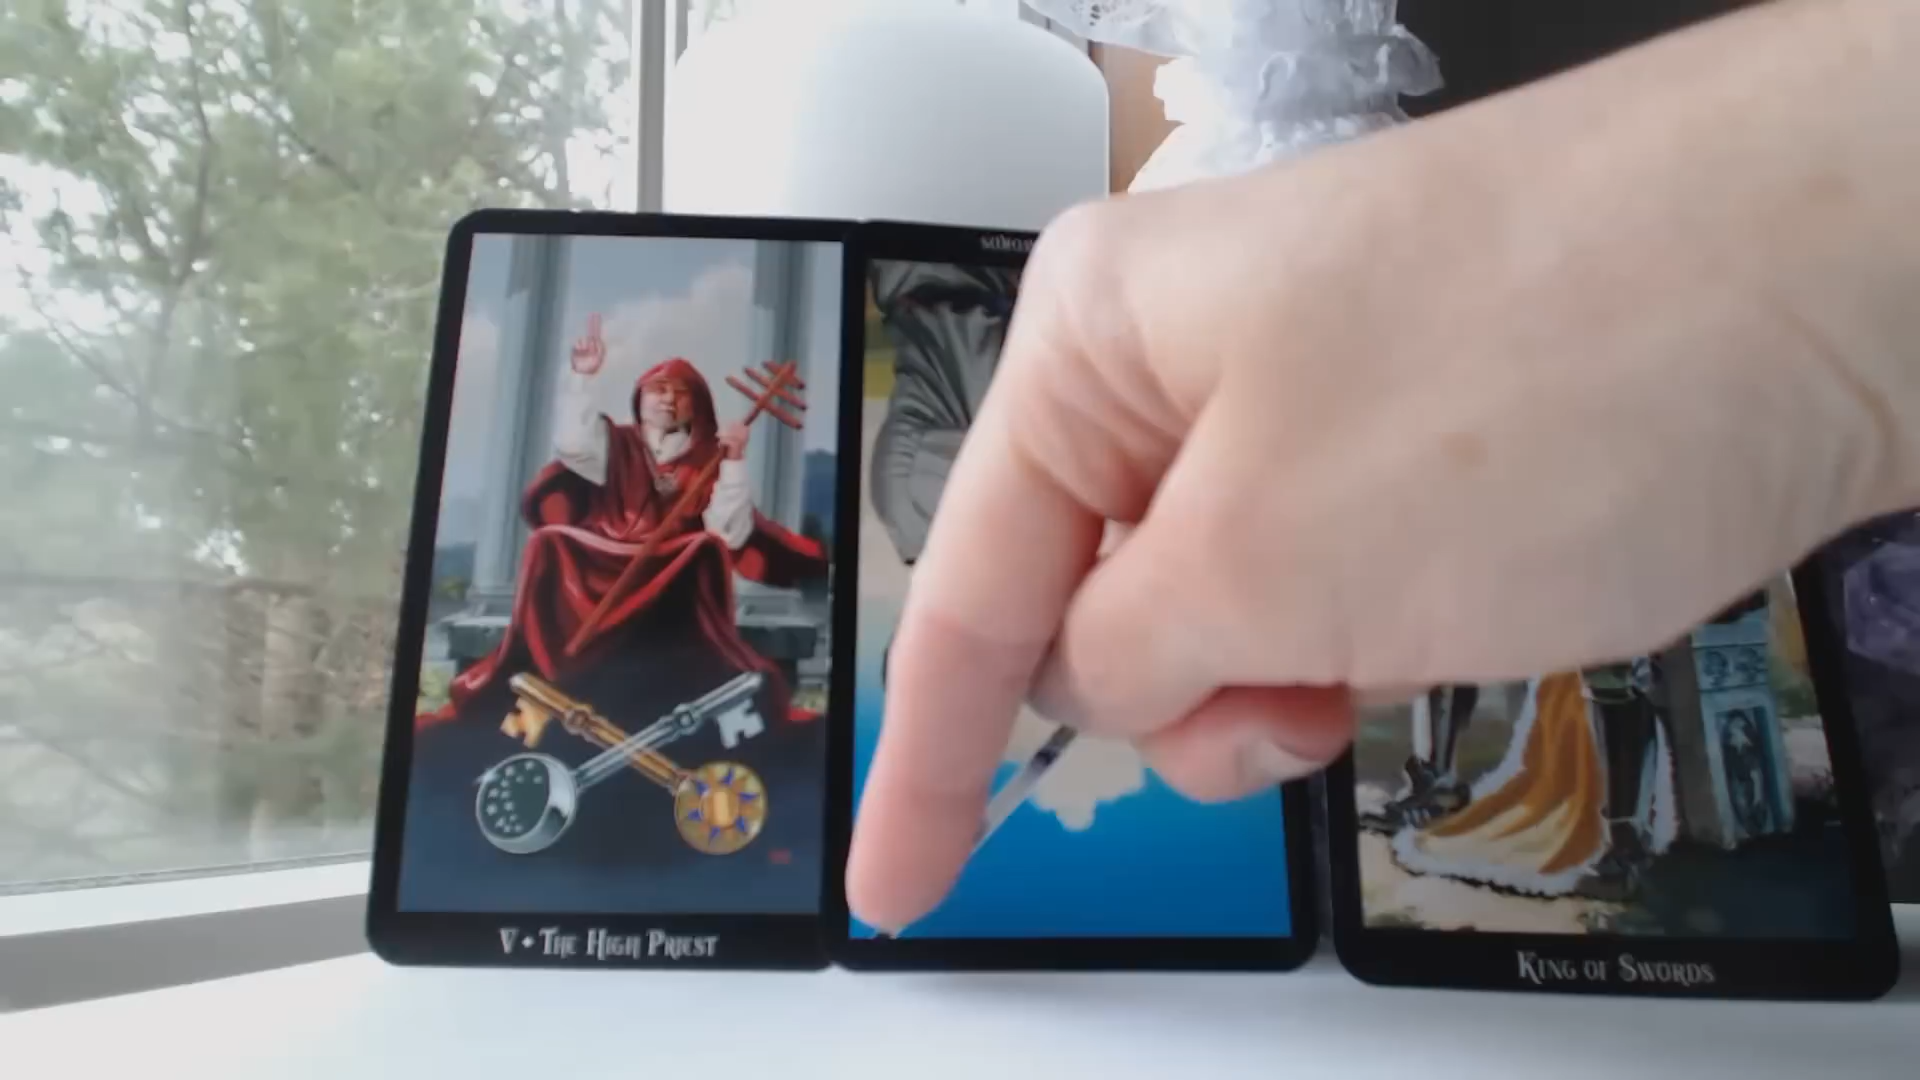 V • The High Priest
King of Swords